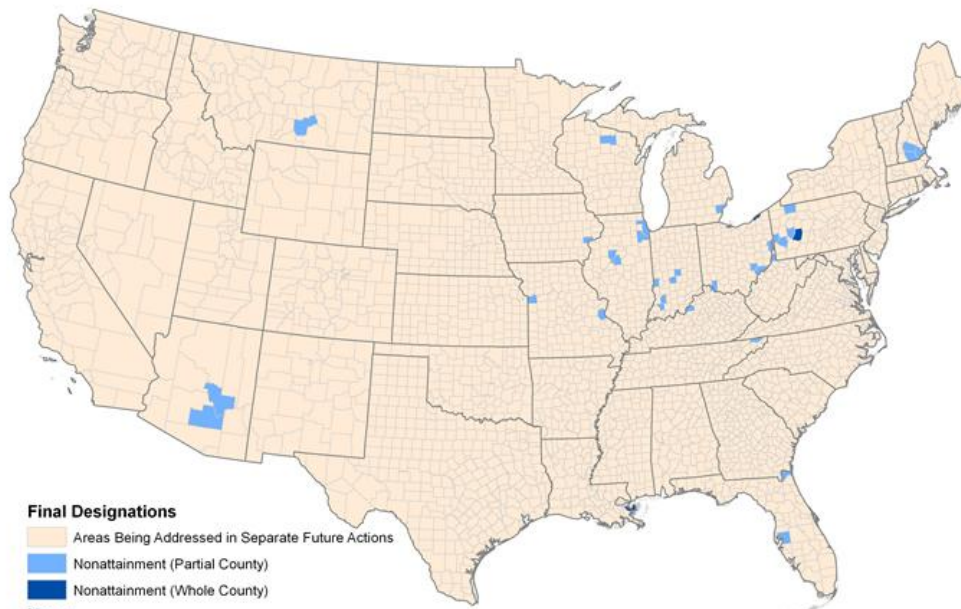 Final Designations
Areas Being Addressed in Separate Future Actions
Nonattainment (Partial County)
Nonattainment (Whole County)